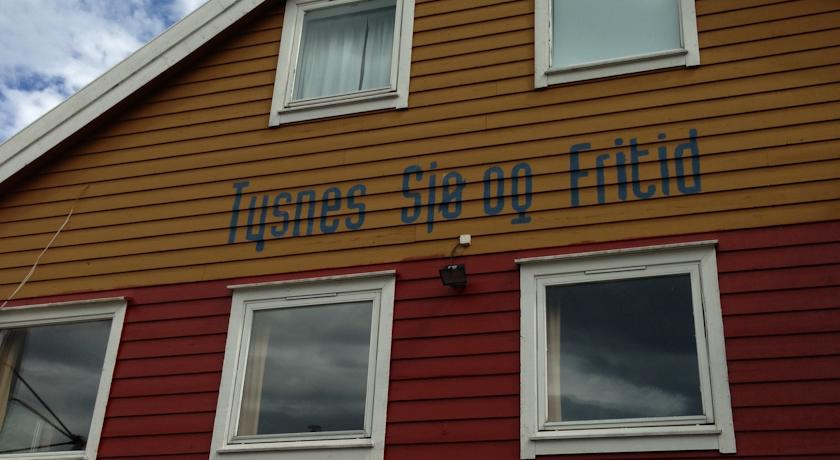 Tysnes Sjø og Fritid